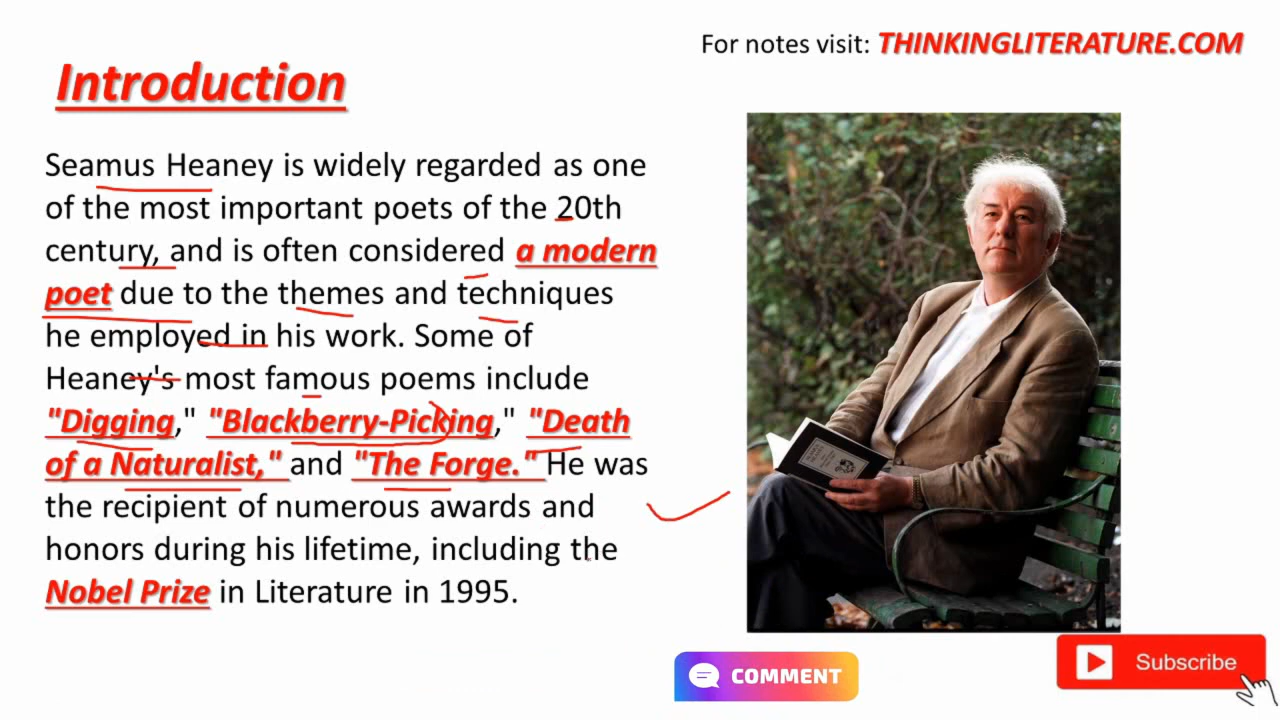 For notes visit: THINKINGLITERATURE.COM
Introduction
Seamus Heaney is widely regarded as one
of the most important poets of the 20th
century, and is often considered a modern
poet due to the themes and techniques
he employed in his work. Some of
Heaney's most famous poems include
"Digging," "Blackberry-Picking," "Death
of a Naturalist," and "The Forge." He was
the recipient of numerous awards and
honors during his lifetime, including the
Nobel Prize in Literature in 1995.
COMMENT
Subscribe